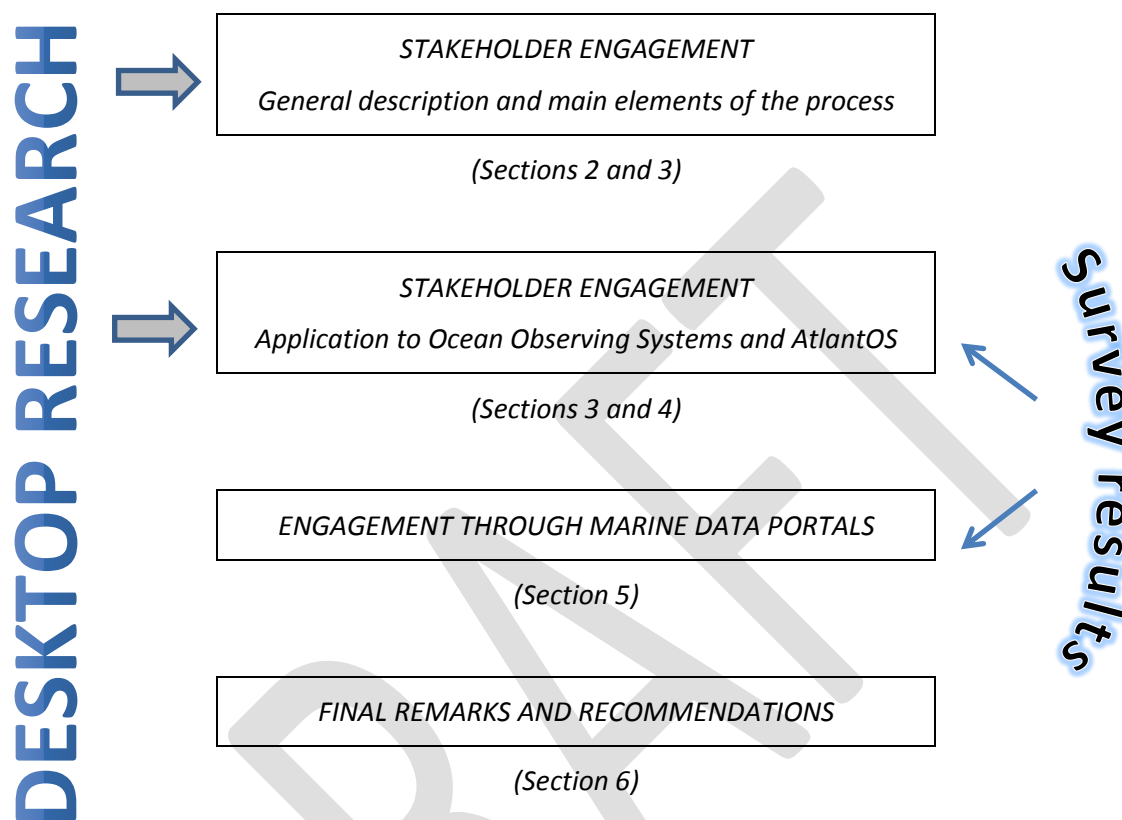 DESKTOP RESEARCH
STAKEHOLDER ENGAGEMENT
General description and main elements of the process
(Sections 2 and 3)
STAKEHOLDER ENGAGEMENT
Application to Ocean Observing Systems and AtlantOS
(Sections 3 and 4)
ENGAGEMENT THROUGH MARINE DATA PORTALS
(Section 5)
FINAL REMARKS AND RECOMMENDATIONS
(Section 6)
Survey results
RAFT